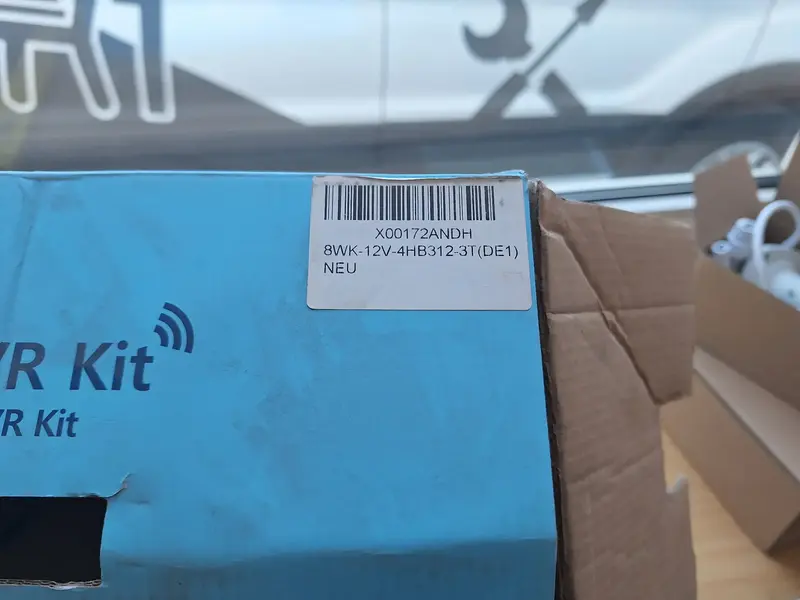 X00172ANDH
8WK-12V-4HB312-3T(DE1)
NEU
VR Kit
VR Kit